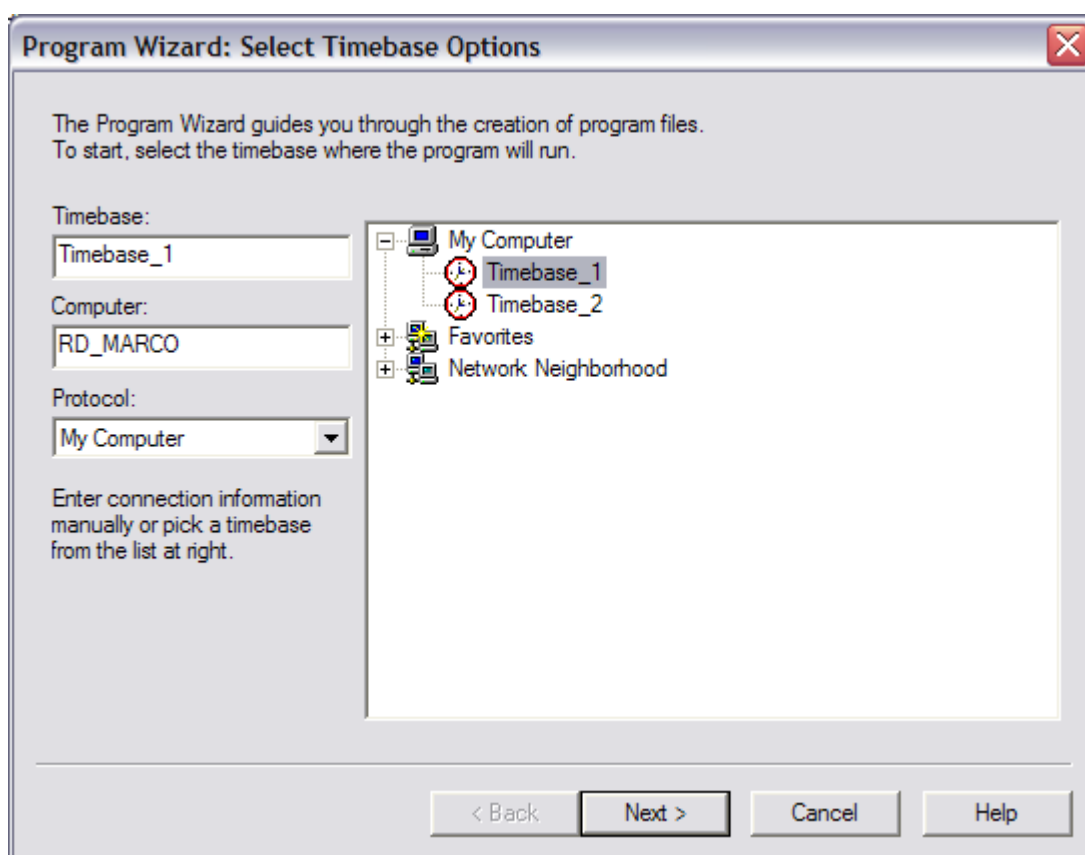 Program Wizard: Select Timebase Options
The Program Wizard guides you through the creation of program files.
To start, select the timebase where the program will run.
Timebase:
Timebase_1
Computer:
RD_MARCO
Protocol:
My Computer
Enter connection information
manually or pick a timebase
from the list at right.
My Computer
Timebase_1
Timebase_2
Favorites
Network Neighborhood
< Back
Next >
Cancel
Help